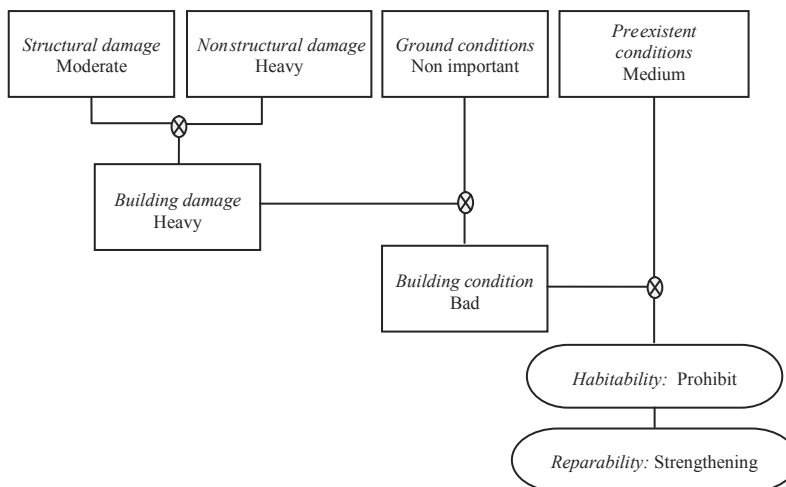 Structural damage
Moderate
Nonstructural damage
Heavy
Ground conditions
Non important
Preexistent
conditions
Medium
Building damage
Heavy
Building condition
Bad
Habitability: Prohibit
Reparability: Strengthening